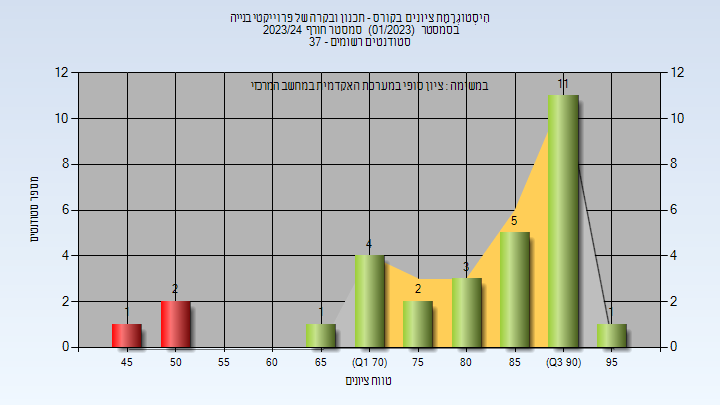 היסטוגרמת ציונים בקורס - תכנון ובקרה של פרוייקטי בנייה
בסמסטר (01/2023) סמסטר חורף 2023/24
סטודנטים רשומים - 37
במשימה : ציון סופי במערכת האקדמית במחשב המרכזי
12 12
11
10 10
8 8
6 6
5
4 4 4
3
2 2 2 2
1 1 1
0 0
מספר סטודנטים
45 50 55 60 65 (Q1 70) 75 80 85 (Q3 90) 95
טווח ציונים